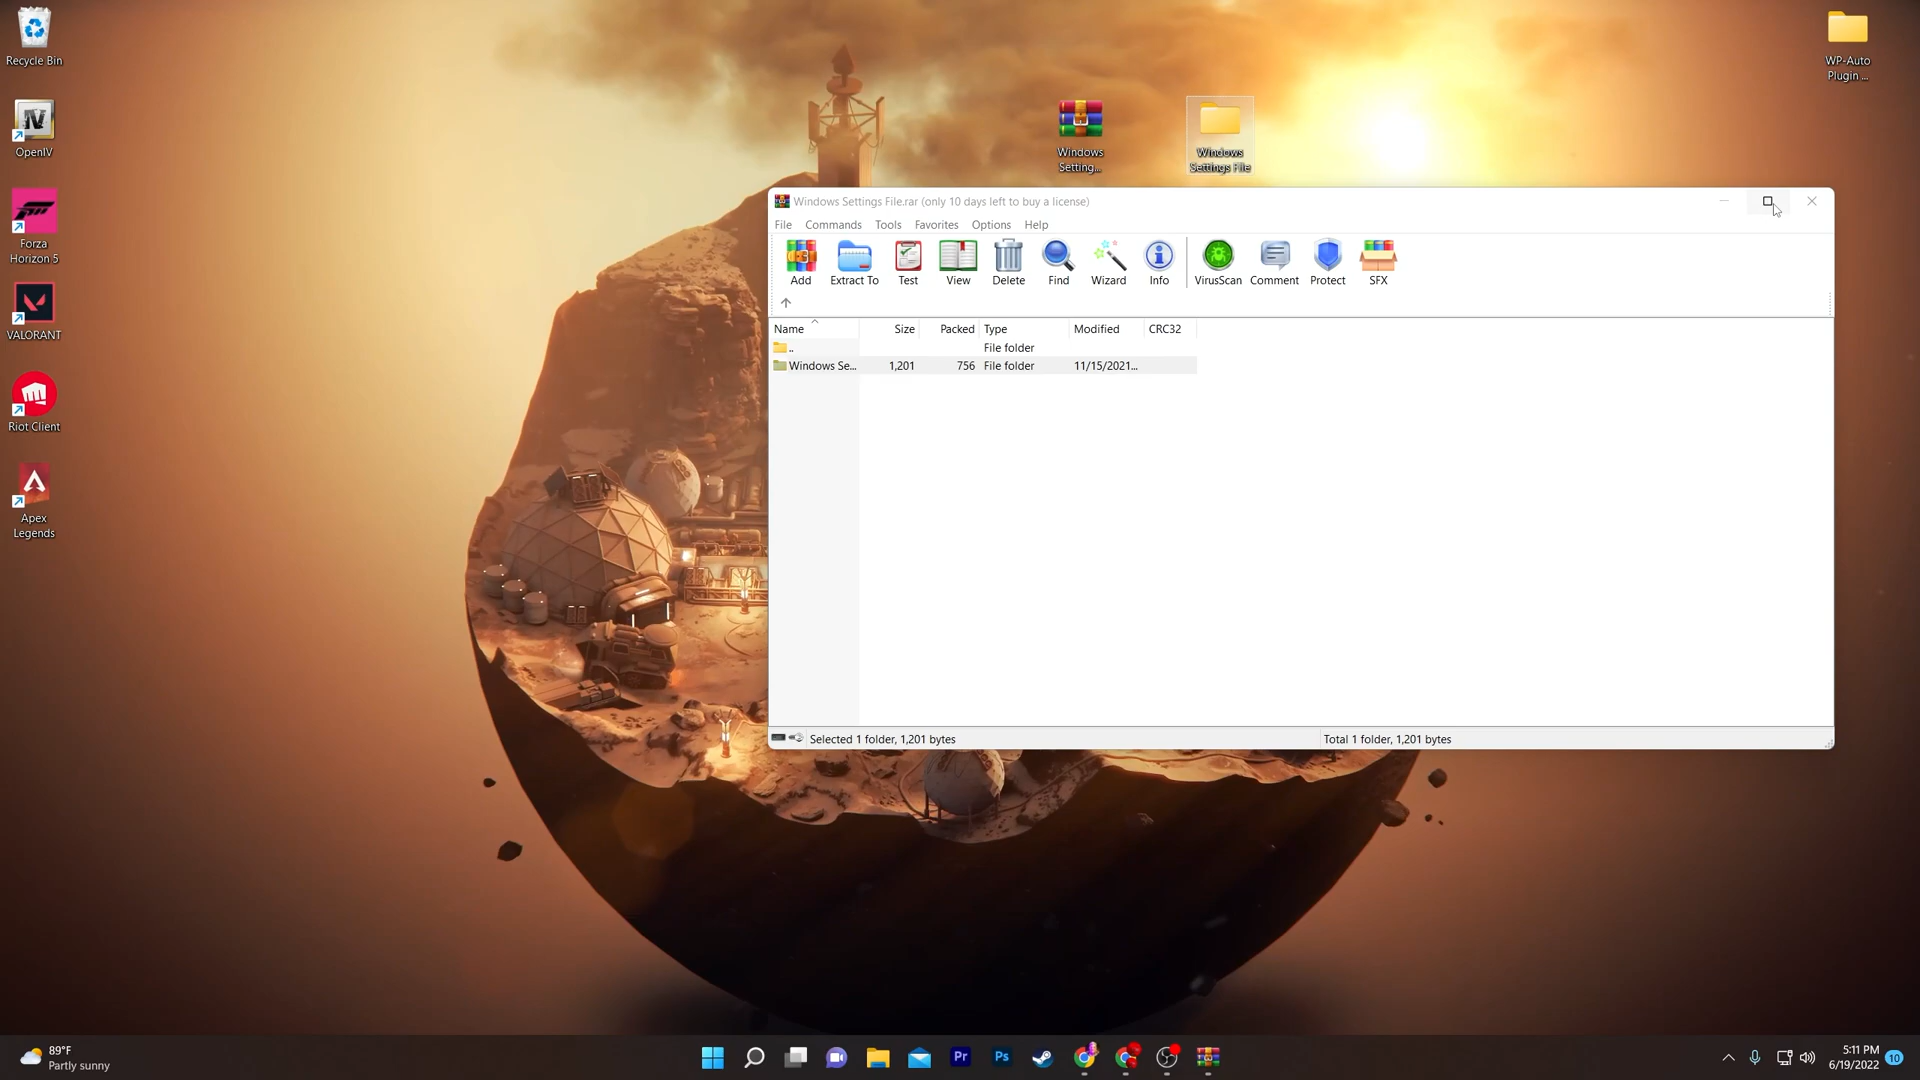 Recycle Bin
OpenIV
Forza
Horizon 5
VALORANT
Riot Client
Apex
Legends
Windows
Setting...
Windows
Settings File
WP-Auto
Plugin ...
Windows Settings File.rar (only 10 days left to buy a license)
File Commands Tools Favorites Options Help
Add Extract To Test View Delete Find Wizard Info VirusScan Comment Protect SFX
Name Size Packed Type Modified CRC32
.. File folder
Windows Se... 1,201 756 File folder 11/15/2021...
Selected 1 folder, 1,201 bytes Total 1 folder, 1,201 bytes
89°F
Partly sunny
Pr Ps
5:11 PM
6/19/2022
10